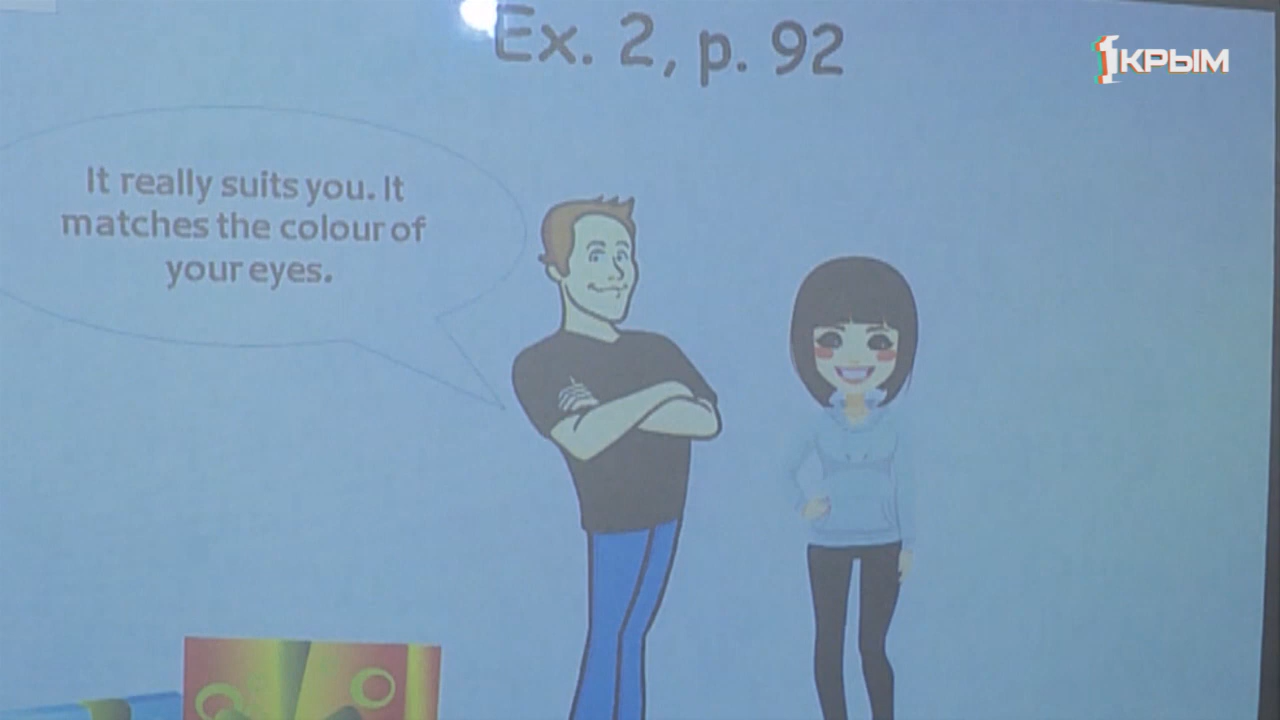 Ex. 2, p. 92
1КРЫМ
It really suits you. It
matches the colour of
your eyes.